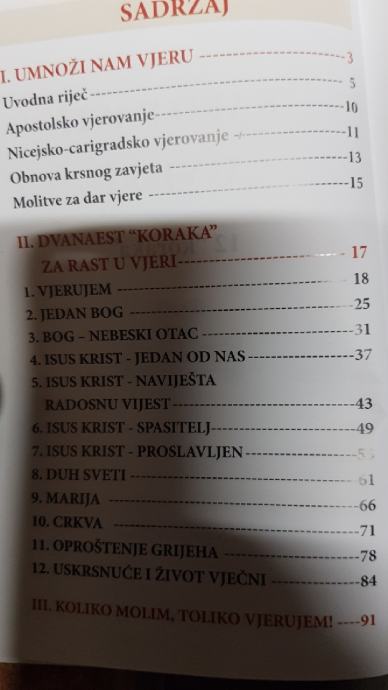 SADRŽAJ
I. UMNOŽI NAM VJERU ---- 3
Uvodna riječ ---- 5
Apostolsko vjerovanje ---- 10
Nicejsko-carigradsko vjerovanje ---- 11
Obnova krsnog zavjeta ---- 13
Molitve za dar vjere ---- 15
II. DVANAEST “KORAKA”
ZA RAST U VJERI ---- 17
1. VJERUJEM ---- 18
2. JEDAN BOG ---- 25
3. BOG – NEBESKI OTAC ---- 31
4. ISUS KRIST - JEDAN OD NAS ---- 37
5. ISUS KRIST - NAVIJEŠTA
RADOSNU VIJEST ---- 43
6. ISUS KRIST - SPASITELJ ---- 49
7. ISUS KRIST - PROSLAVLJEN ----
8. DUH SVETI ---- 61
9. MARIJA ---- 66
10. CRKVA ---- 71
11. OPROŠTENJE GRIJEHA ---- 78
12. USKRSNUĆE I ŽIVOT VJEČNI ---- 84
III. KOLIKO MOLIM, TOLIKO VJERUJEM! ---- 91